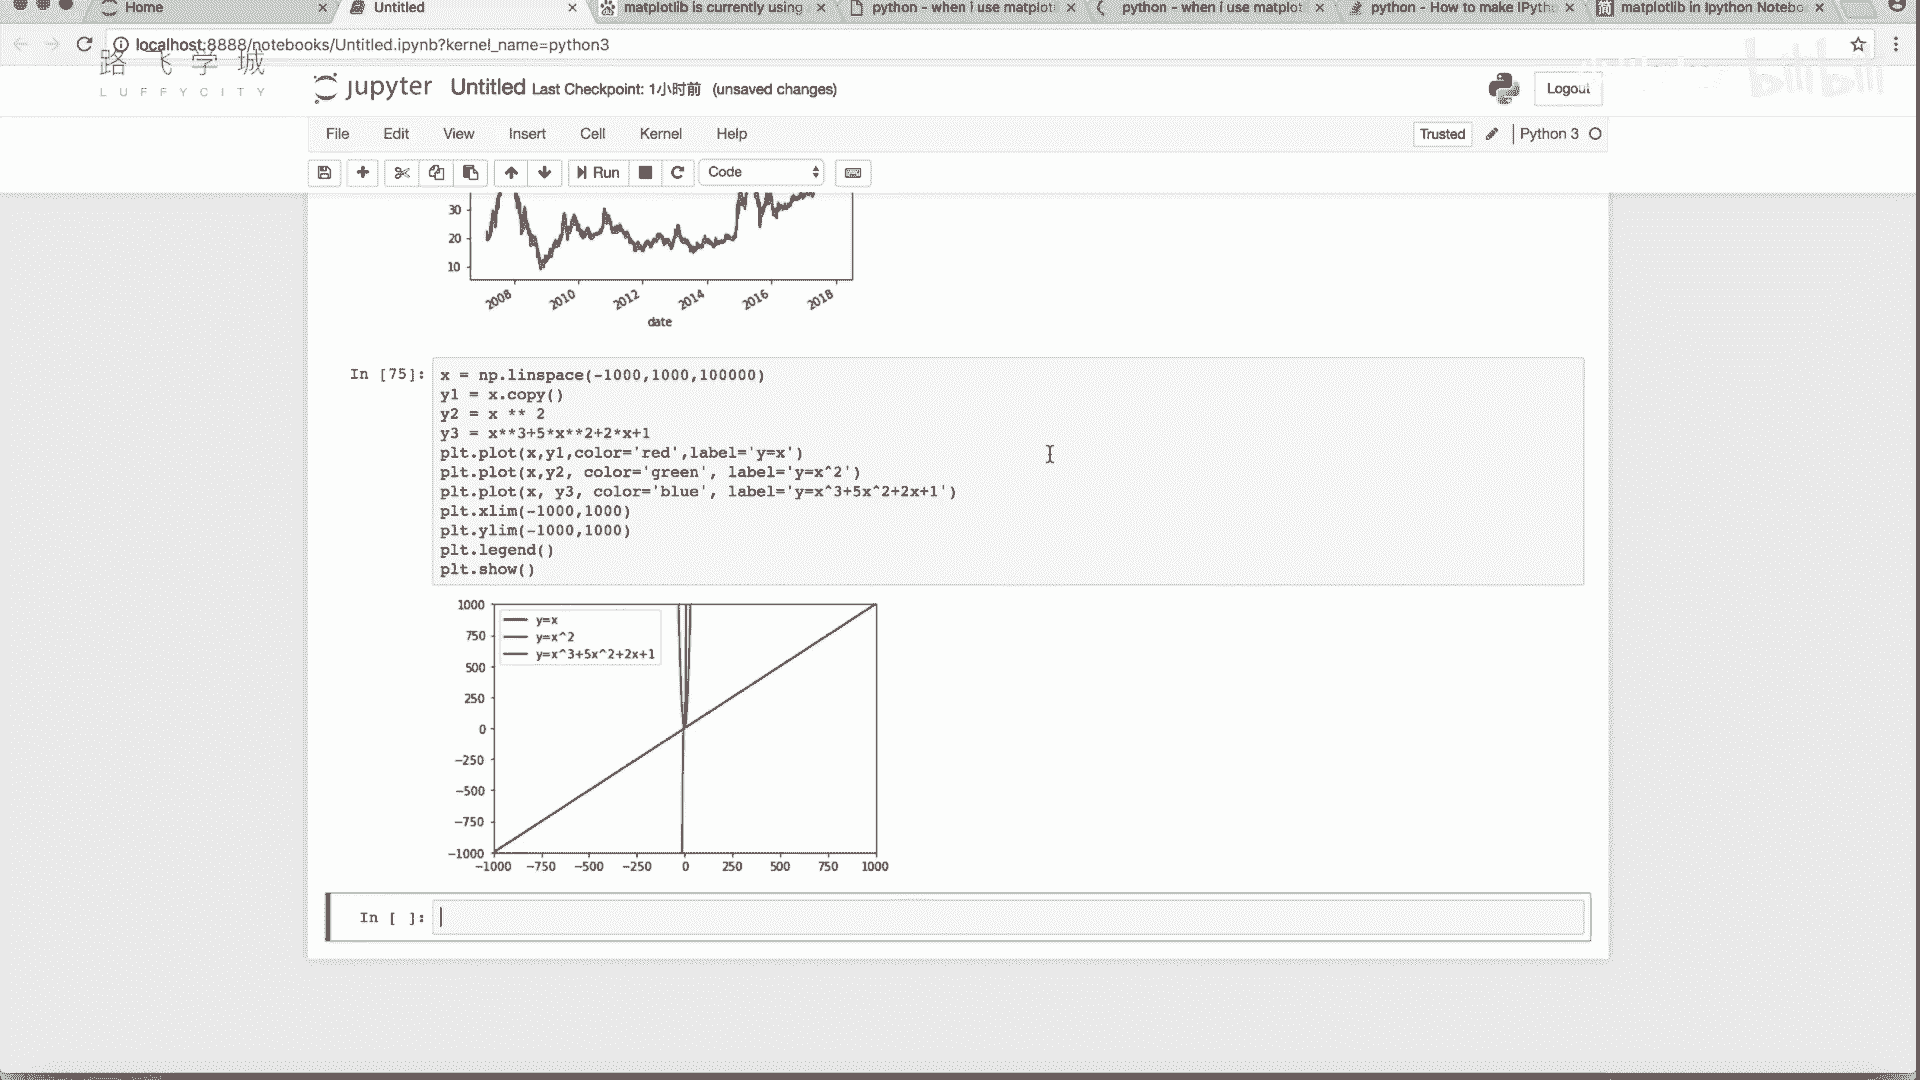 Home
Untitled
matplotlib is currently using
python - when i use matplotl
python - when i use matplot
python - How to make IPyth
matplotlib in Ipython Notebo
localhost:8888/notebooks/Untitled.ipynb?kernel_name=python3
路飞学城
LUFFYCITY
bilibili
jupyter Untitled Last Checkpoint: 1小时前 (unsaved changes)
Logout
File Edit View Insert Cell Kernel Help
Trusted
Python 3
Run
Code
30
20
10
2008 2010 2012 2014 2016 2018
date
In [75]:
x = np.linspace(-1000,1000,100000)
y1 = x.copy()
y2 = x ** 2
y3 = x**3+5*x**2+2*x+1
plt.plot(x,y1,color='red',label='y=x')
plt.plot(x,y2, color='green', label='y=x^2')
plt.plot(x, y3, color='blue', label='y=x^3+5x^2+2x+1')
plt.xlim(-1000,1000)
plt.ylim(-1000,1000)
plt.legend()
plt.show()
1000
750
500
250
0
−250
−500
−750
−1000
y=x
y=x^2
y=x^3+5x^2+2x+1
−1000 −750 −500 −250 0 250 500 750 1000
In [ ]: